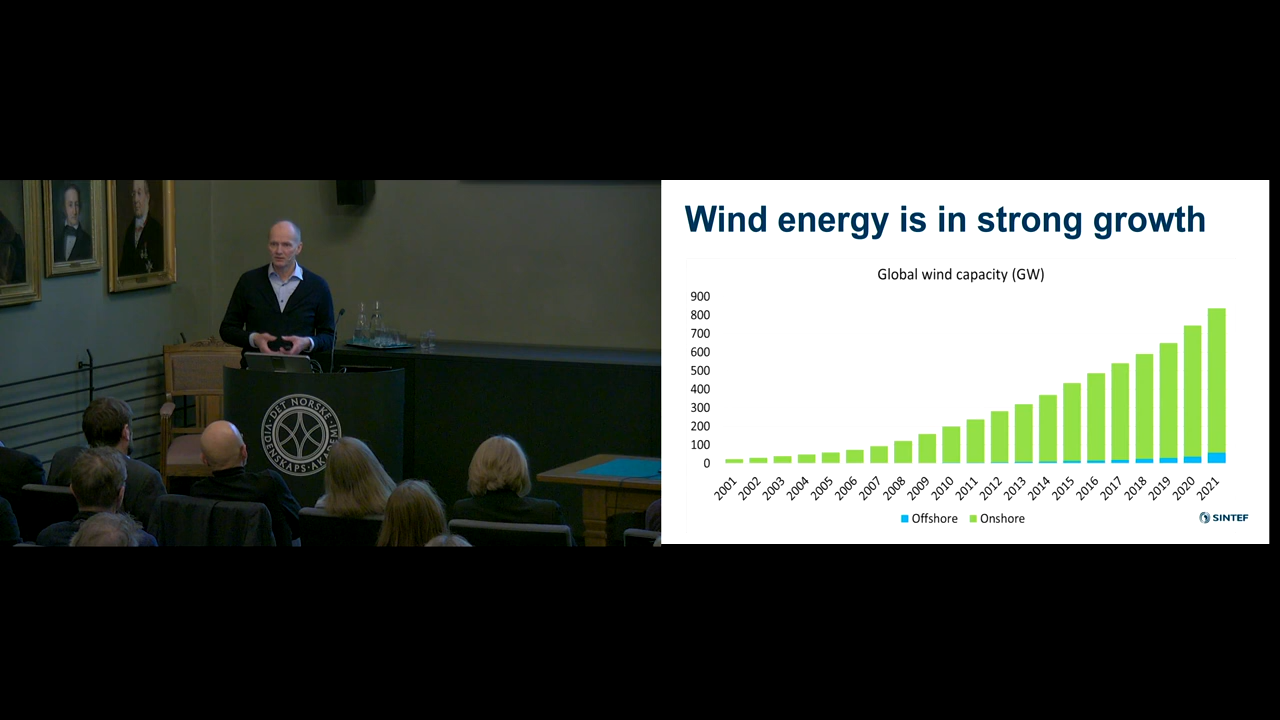 DET NORSKE
VIDENSKAPS-AKA
Wind energy is in strong growth
Global wind capacity (GW)
900
800
700
600
500
400
300
200
100
0
2001 2002 2003 2004 2005 2006 2007 2008 2009 2010 2011 2012 2013 2014 2015 2016 2017 2018 2019 2020 2021
Offshore Onshore
SINTEF